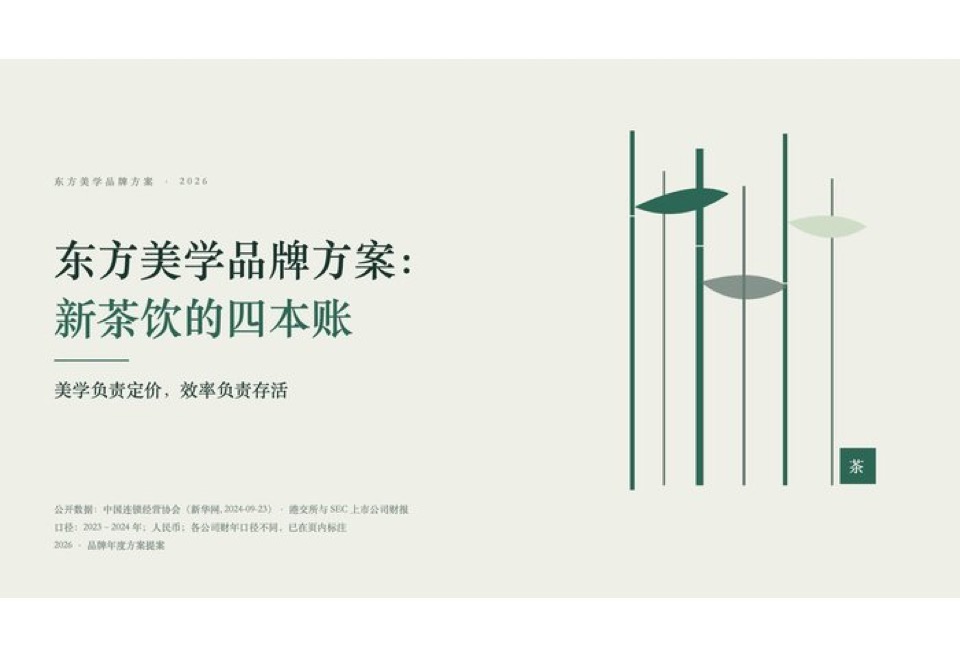 东方美学品牌方案 · 2026
东方美学品牌方案：
新茶饮的四本账
美学负责定价，效率负责存活
公开数据：中国连锁经营协会（新华网, 2024-09-23） · 港交所与 SEC 上市公司财报
口径：2023 – 2024 年；人民币；各公司财年口径不同，已在页内标注
2026 · 品牌年度方案提案
茶